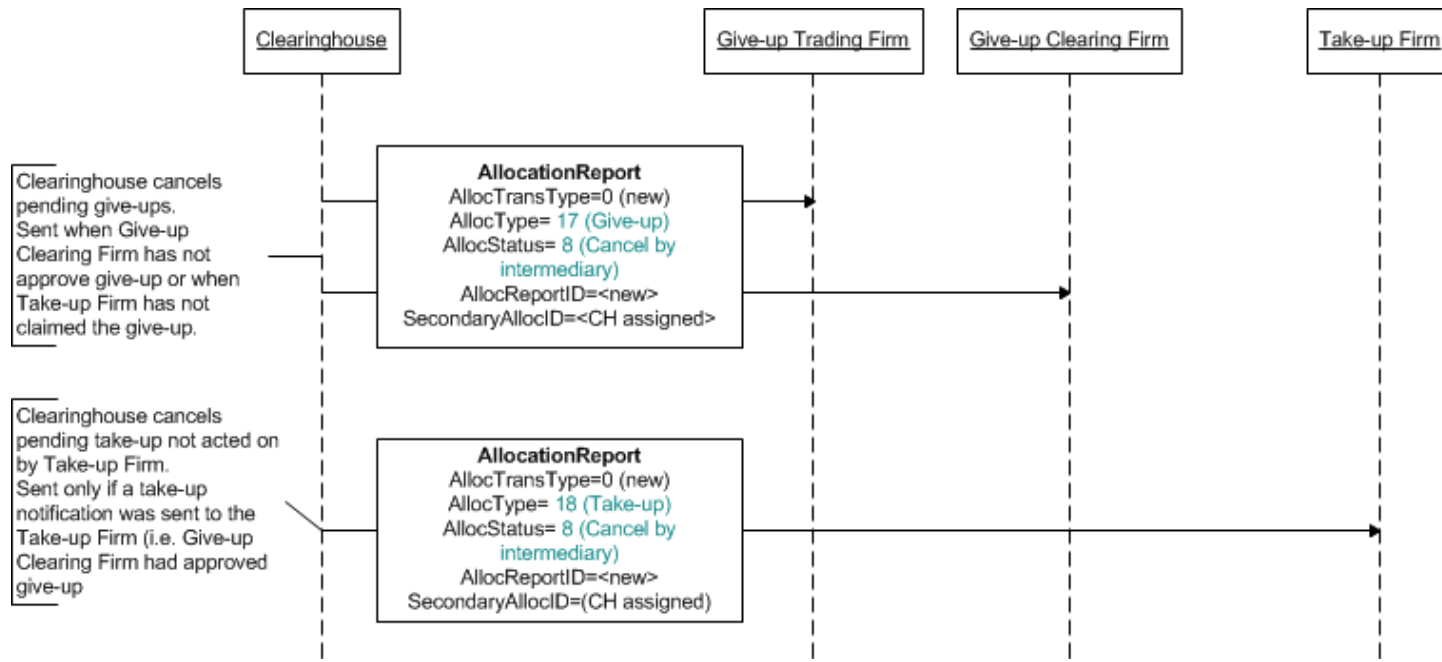 Clearinghouse
Give-up Trading Firm
Give-up Clearing Firm
Take-up Firm
Clearinghouse cancels
pending give-ups.
Sent when Give-up
Clearing Firm has not
approve give-up or when
Take-up Firm has not
claimed the give-up.
AllocationReport
AllocTransType=0 (new)
AllocType= 17 (Give-up)
AllocStatus= 8 (Cancel by
intermediary)
AllocReportID=<new>
SecondaryAllocID=<CH assigned>
Clearinghouse cancels
pending take-up not acted on
by Take-up Firm.
Sent only if a take-up
notification was sent to the
Take-up Firm (i.e. Give-up
Clearing Firm had approved
give-up
AllocationReport
AllocTransType=0 (new)
AllocType= 18 (Take-up)
AllocStatus= 8 (Cancel by
intermediary)
AllocReportID=<new>
SecondaryAllocID=(CH assigned)